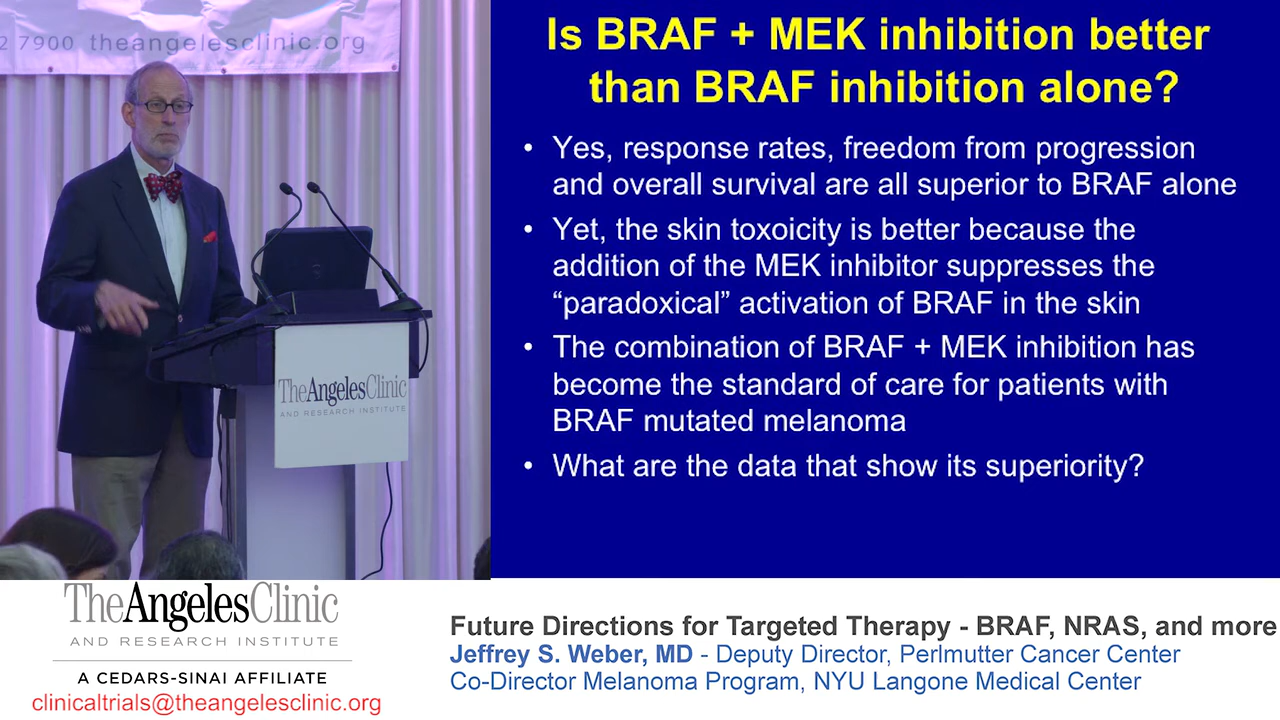 2 7900 theangelesclinic.org
TheAngelesClinic
AND RESEARCH INSTITUTE
Is BRAF + MEK inhibition better
than BRAF inhibition alone?
• Yes, response rates, freedom from progression
and overall survival are all superior to BRAF alone
• Yet, the skin toxoicity is better because the
addition of the MEK inhibitor suppresses the
“paradoxical” activation of BRAF in the skin
• The combination of BRAF + MEK inhibition has
become the standard of care for patients with
BRAF mutated melanoma
• What are the data that show its superiority?
TheAngelesClinic
AND RESEARCH INSTITUTE
A CEDARS-SINAI AFFILIATE
clinicaltrials@theangelesclinic.org
Future Directions for Targeted Therapy - BRAF, NRAS, and more
Jeffrey S. Weber, MD - Deputy Director, Perlmutter Cancer Center
Co-Director Melanoma Program, NYU Langone Medical Center